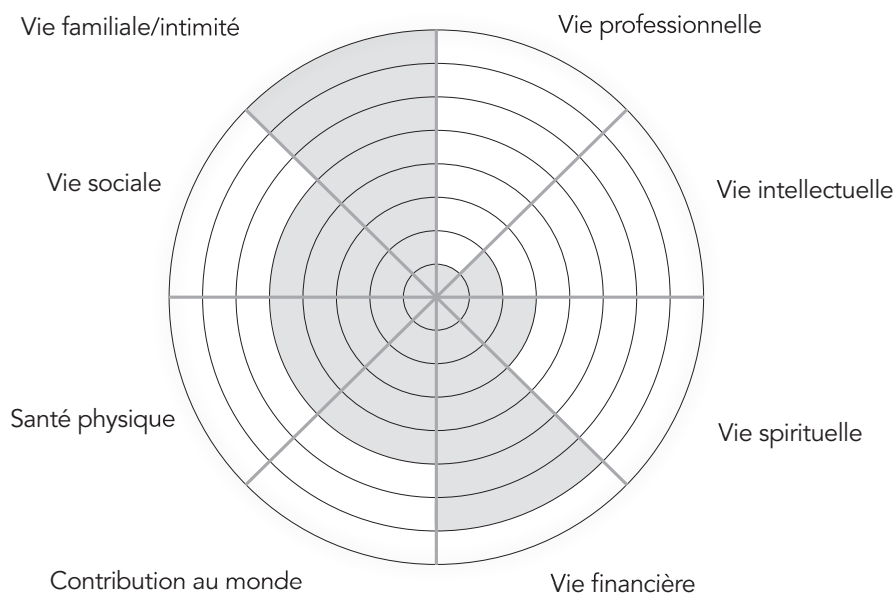 Vie familiale/intimité
Vie professionnelle
Vie sociale
Vie intellectuelle
Santé physique
Vie spirituelle
Contribution au monde
Vie financière